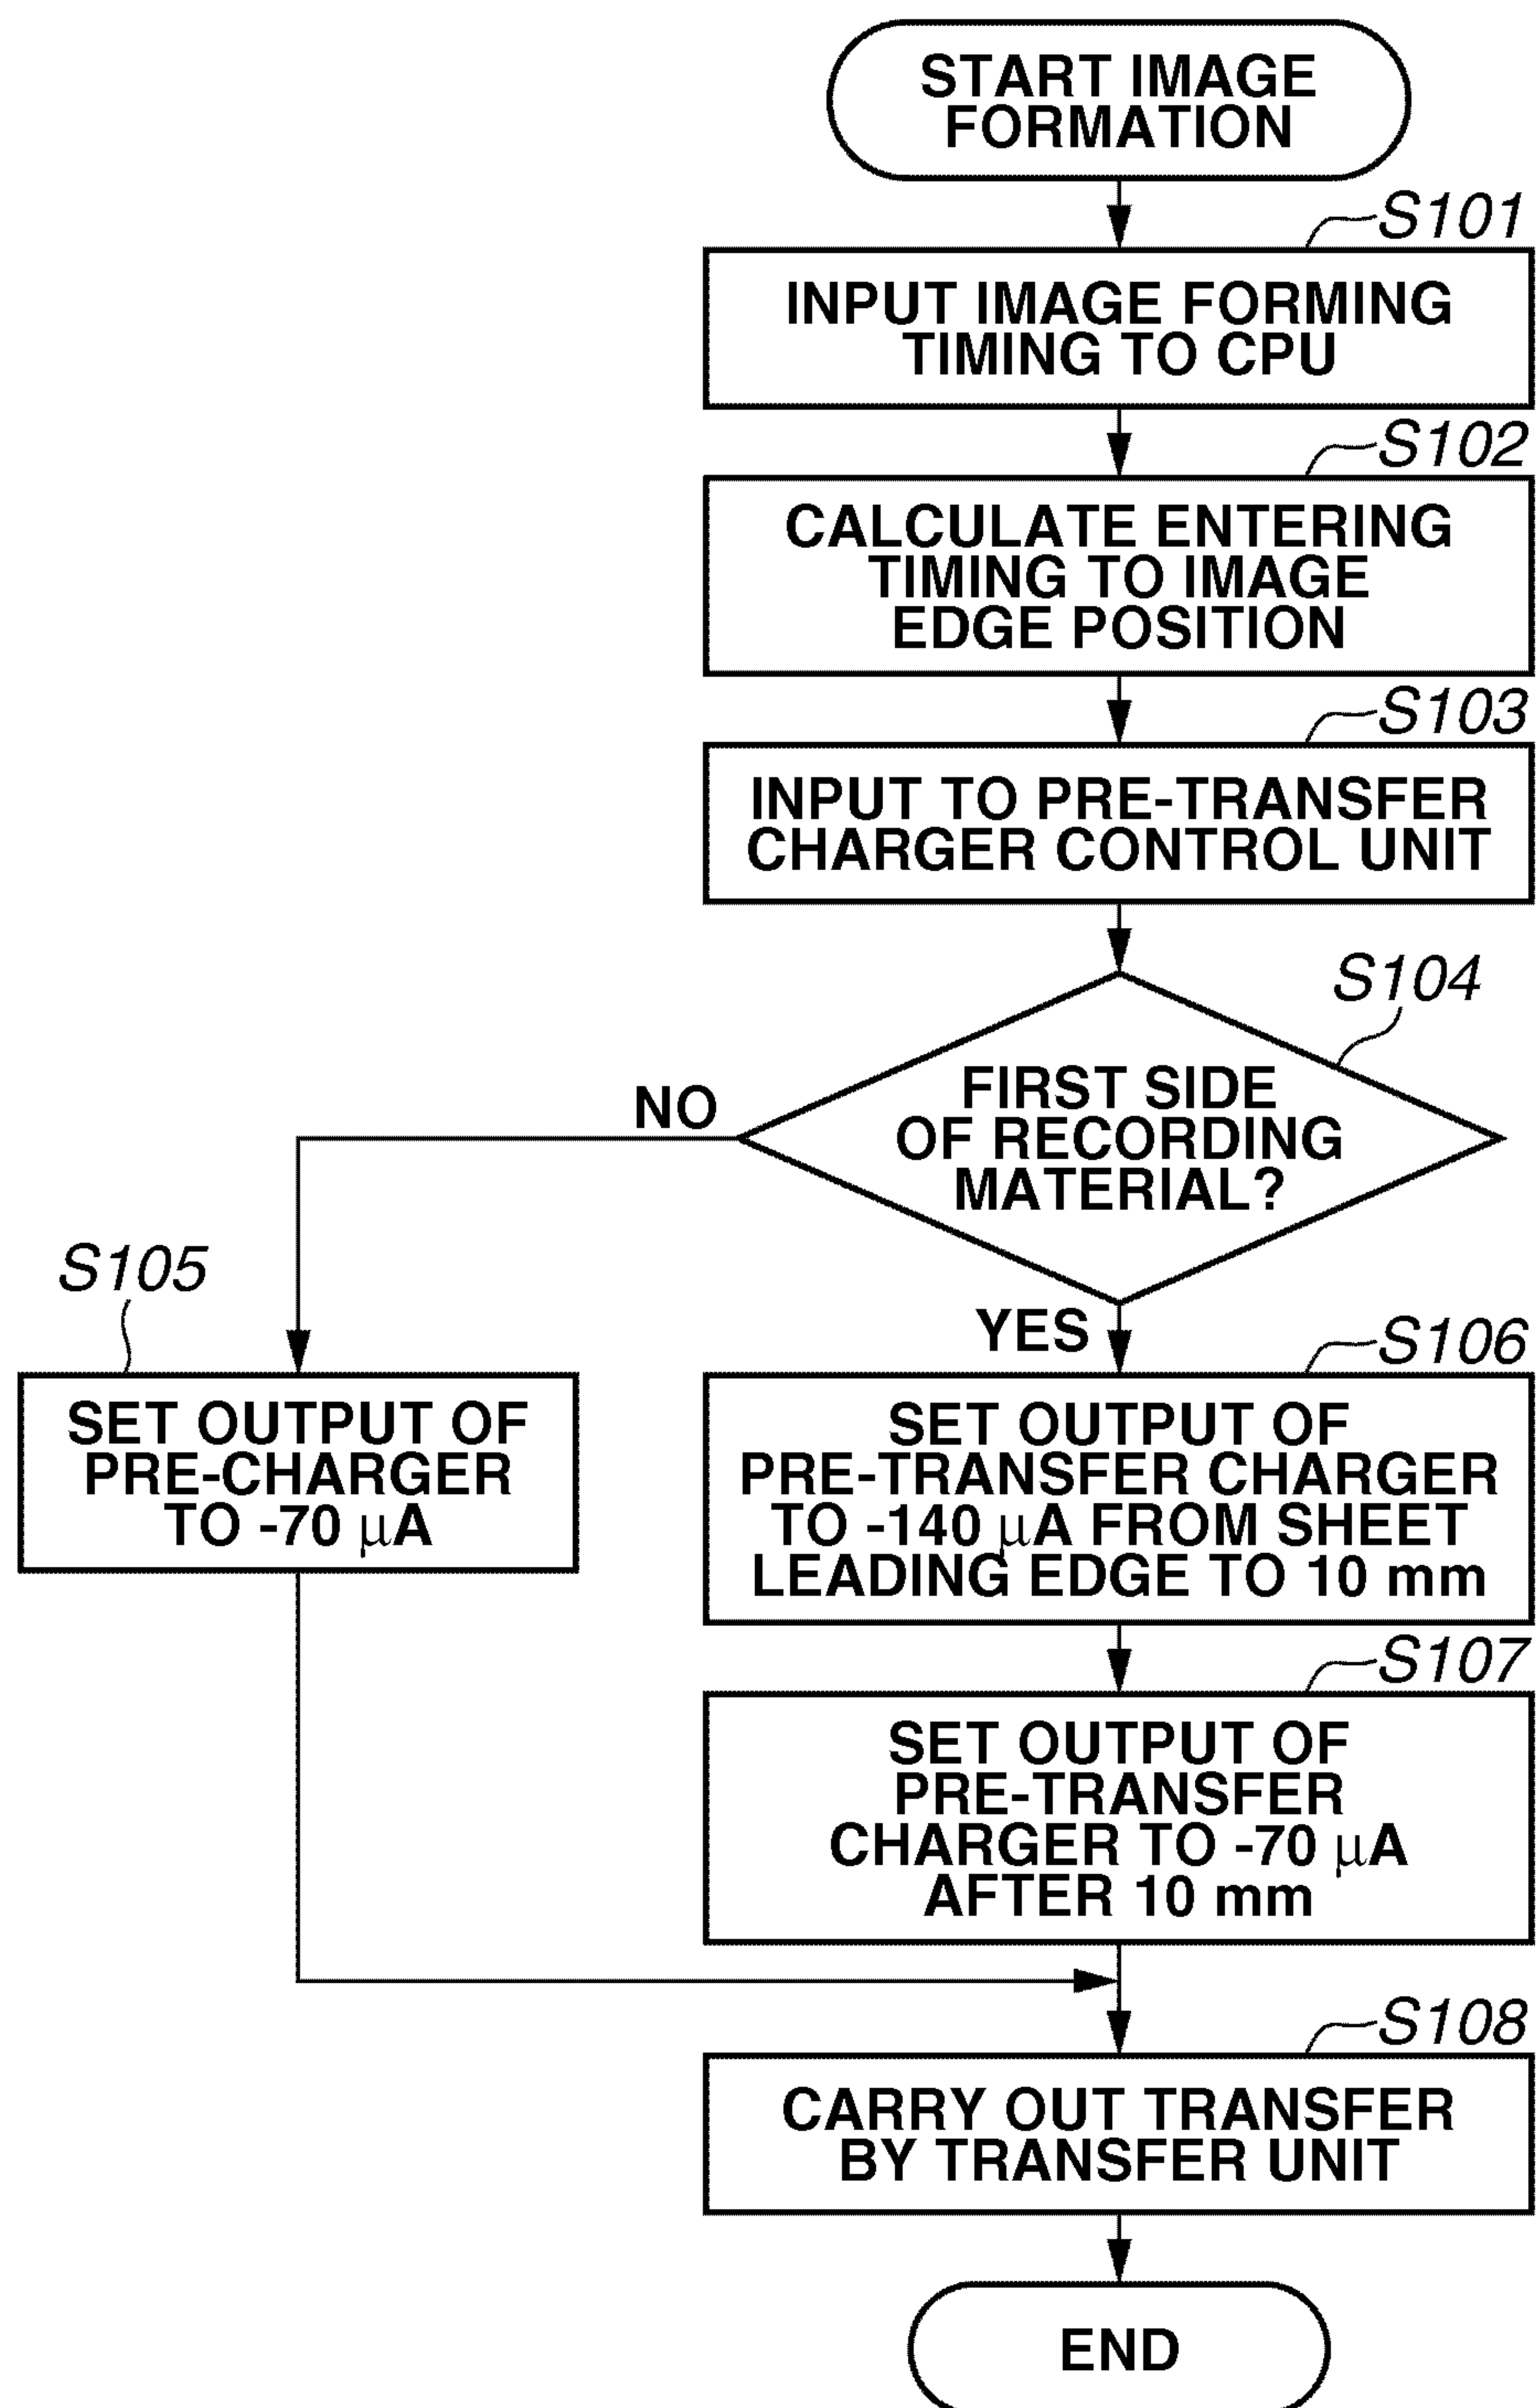 START IMAGE
FORMATION
S101
INPUT IMAGE FORMING
TIMING TO CPU
S102
CALCULATE ENTERING
TIMING TO IMAGE
EDGE POSITION
S103
INPUT TO PRE-TRANSFER
CHARGER CONTROL UNIT
S104
FIRST SIDE
OF RECORDING
MATERIAL?
NO
S105
SET OUTPUT OF
PRE-CHARGER
TO -70 μA
YES
S106
SET OUTPUT OF
PRE-TRANSFER CHARGER
TO -140 μA FROM SHEET
LEADING EDGE TO 10 mm
S107
SET OUTPUT OF
PRE-TRANSFER
CHARGER TO -70 μA
AFTER 10 mm
S108
CARRY OUT TRANSFER
BY TRANSFER UNIT
END